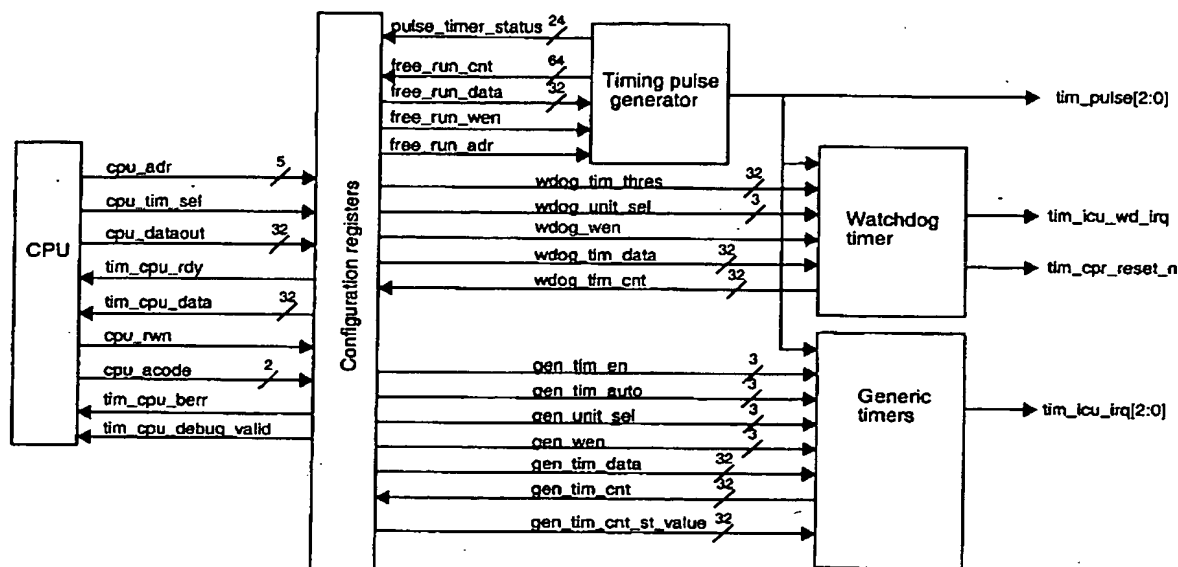 pulse_timer_status 24
free_run_cnt 64
free_run_data 32
free_run_wen
free_run_adr
Timing pulse
generator
tim_pulse[2:0]
CPU
cpu_adr 5
cpu_tim_sel
cpu_dataout 32
tim_cpu_rdy
tim_cpu_data 32
cpu_rwn
cpu_acode 2
tim_cpu_berr
tim_cpu_debug_valid
Configuration registers
wdog_tim_thres 32
wdog_unit_sel 3
wdog_wen
wdog_tim_data 32
wdog_tim_cnt 32
Watchdog
timer
tim_icu_wd_irq
tim_cpr_reset_n
gen_tim_en 3
gen_tim_auto 3
gen_unit_sel 3
gen_wen 3
gen_tim_data 32
gen_tim_cnt 32
gen_tim_cnt_st_value 32
Generic
timers
tim_icu_irq[2:0]